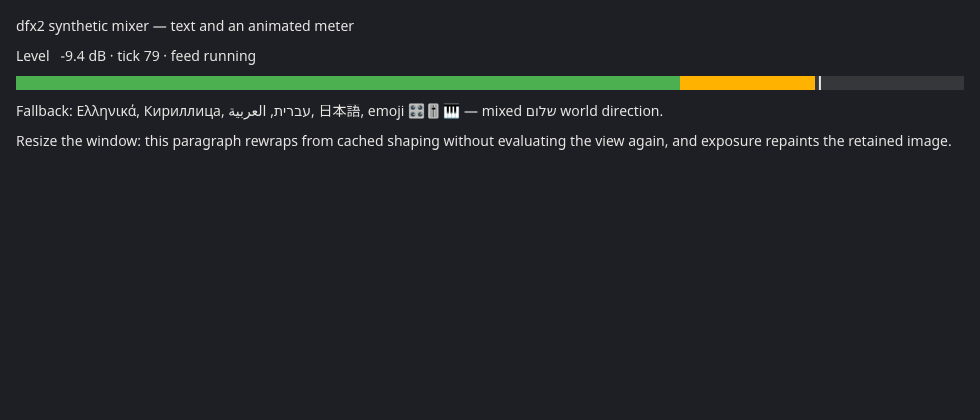 dfx2 synthetic mixer — text and an animated meter
Level -9.4 dB · tick 79 · feed running
Fallback: Ελληνικά, Кириллица, עברית, العربية, 日本語, emoji 🎛🎚🎹 — mixed שלום world direction.
Resize the window: this paragraph rewraps from cached shaping without evaluating the view again, and exposure repaints the retained image.